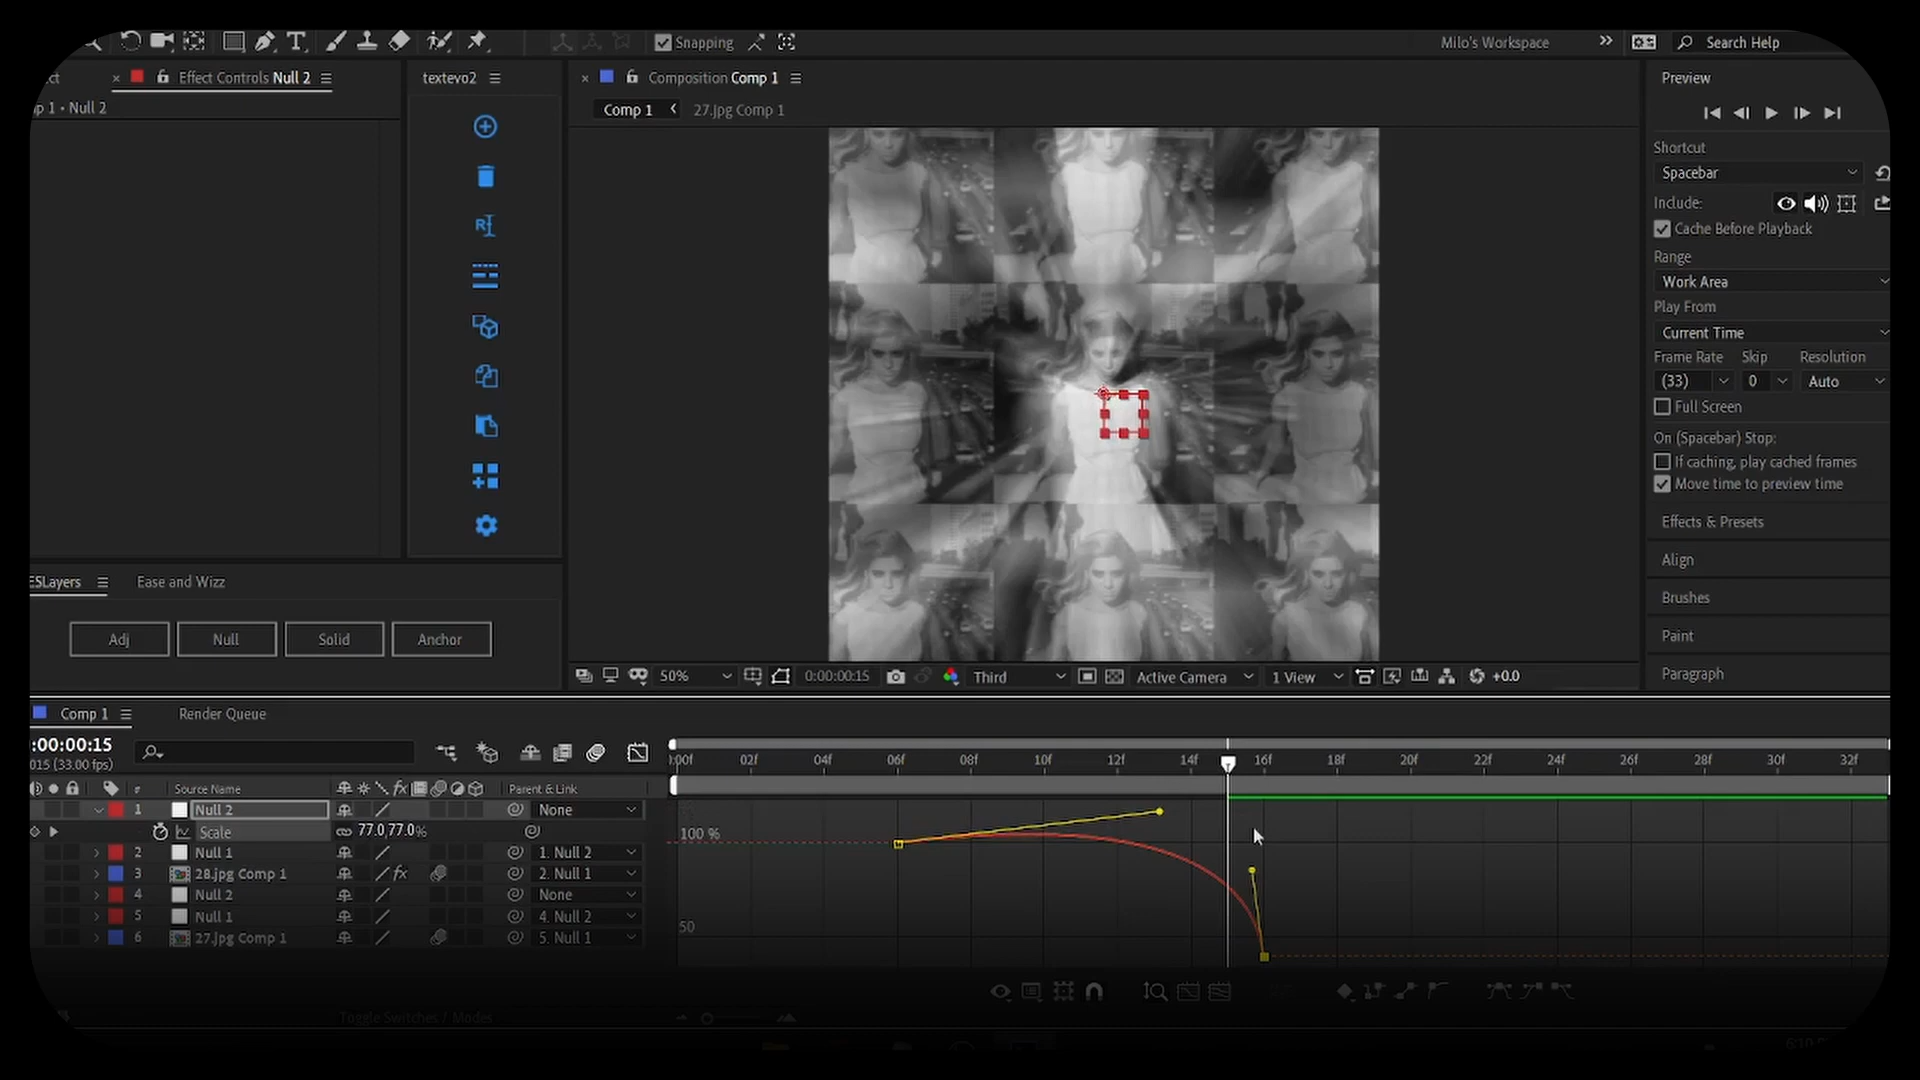 Snapping
Milo's Workspace
Search Help
Effect Controls Null 2
textevo2
Composition Comp 1
Preview
Null 2
Comp 1
27.jpg Comp 1
Shortcut
Spacebar
Include:
Cache Before Playback
Range
Work Area
Play From
Current Time
Frame Rate Skip Resolution
(33) 0 Auto
Full Screen
On (Spacebar) Stop:
If caching, play cached frames
Move time to preview time
Effects & Presets
Align
Brushes
Paint
Paragraph
ESLayers
Ease and Wizz
Adj
Null
Solid
Anchor
50%
0:00:00:15
Third
Active Camera
1 View
+0.0
Comp 1
Render Queue
:00:00:15
015 (33.00 fps)
:00f 02f 04f 06f 08f 10f 12f 14f 16f 18f 20f 22f 24f 26f 28f 30f 32f
# Source Name fx Parent & Link
1 Null 2 None
Scale 77.0,77.0%
2 Null 1 1. Null 2
3 28.jpg Comp 1 fx 2. Null 1
4 Null 2 None
5 Null 1 4. Null 2
6 27.jpg Comp 1 5. Null 1
100 %
50
Toggle Switches / Modes